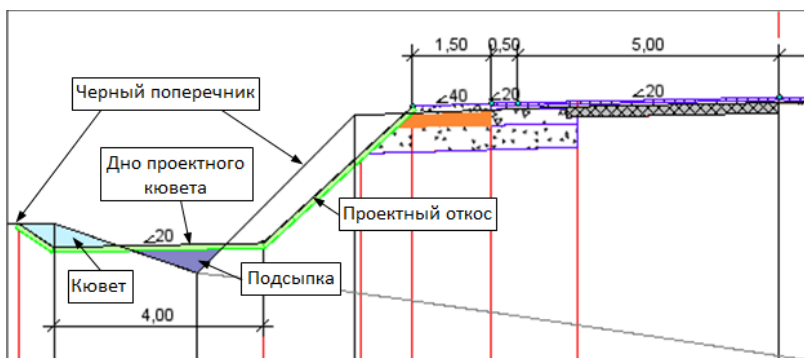 1,50
0,50
5,00
Черный поперечник
∠40
∠20
∠20
Дно проектного
кювета
Проектный откос
∠20
Кювет
Подсыпка
4,00